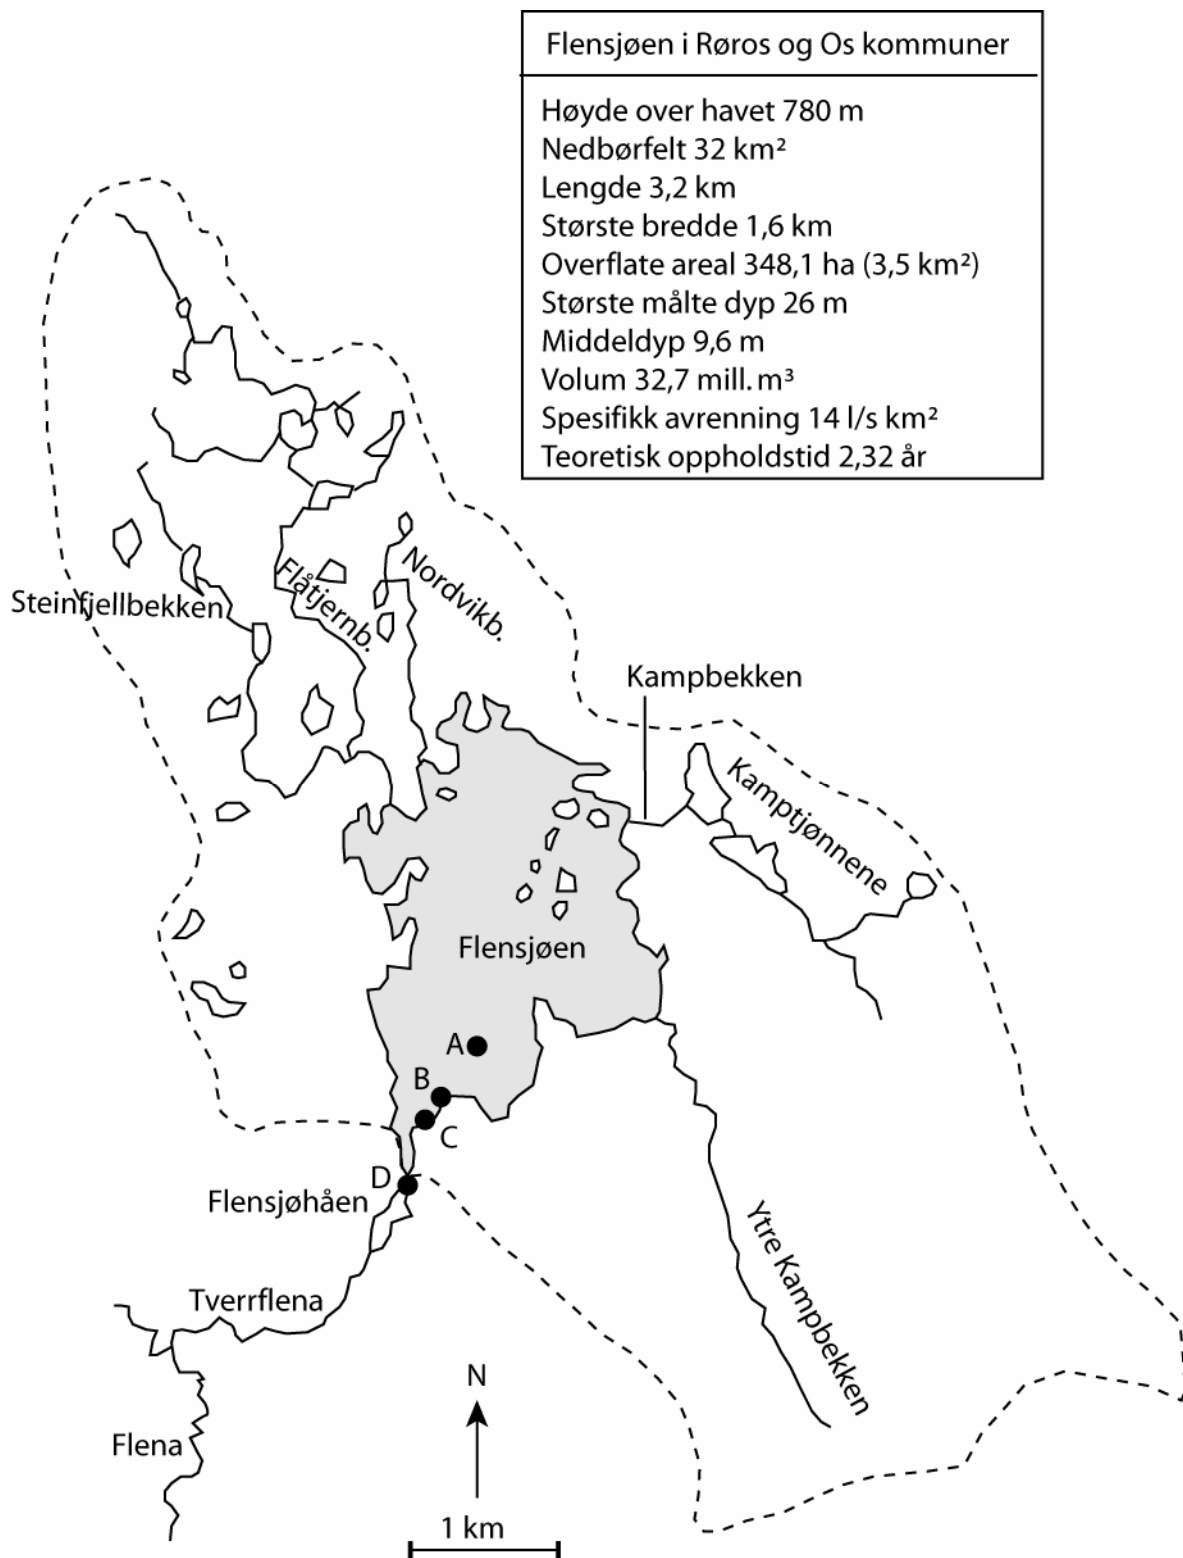 Flensjøen i Røros og Os kommuner
Høyde over havet 780 m
Nedbørfelt 32 km²
Lengde 3,2 km
Største bredde 1,6 km
Overflate areal 348,1 ha (3,5 km²)
Største målte dyp 26 m
Middeldyp 9,6 m
Volum 32,7 mill. m³
Spesifikk avrenning 14 l/s km²
Teoretisk oppholdstid 2,32 år
Steinfjellbekken
Flåtjernb.
Nordvikb.
Kampbekken
Kamptjønnene
Flensjøen
A
B
C
D
Flensjøhåen
Tverrflena
Ytre Kampbekken
Flena
N
1 km